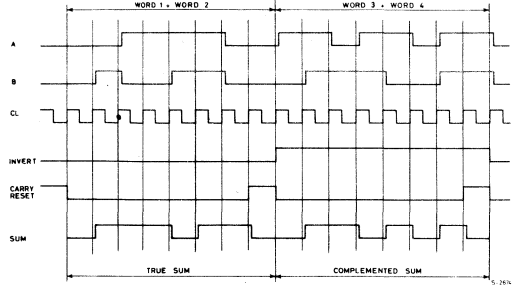 WORD 1 + WORD 2
WORD 3 + WORD 4
A
B
CL
INVERT
CARRY
RESET
SUM
TRUE SUM
COMPLEMENTED SUM